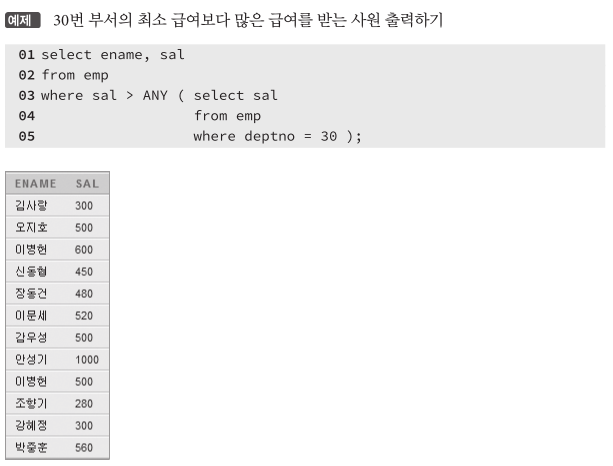 예제 30번 부서의 최소 급여보다 많은 급여를 받는 사원 출력하기
01 select ename, sal
02 from emp
03 where sal > ANY ( select sal
04 from emp
05 where deptno = 30 );
ENAME SAL
김사랑 300
오지호 500
이병헌 600
신동협 450
장동건 480
이문세 520
감우성 500
안성기 1000
이병헌 500
조향기 280
강혜정 300
박중훈 560